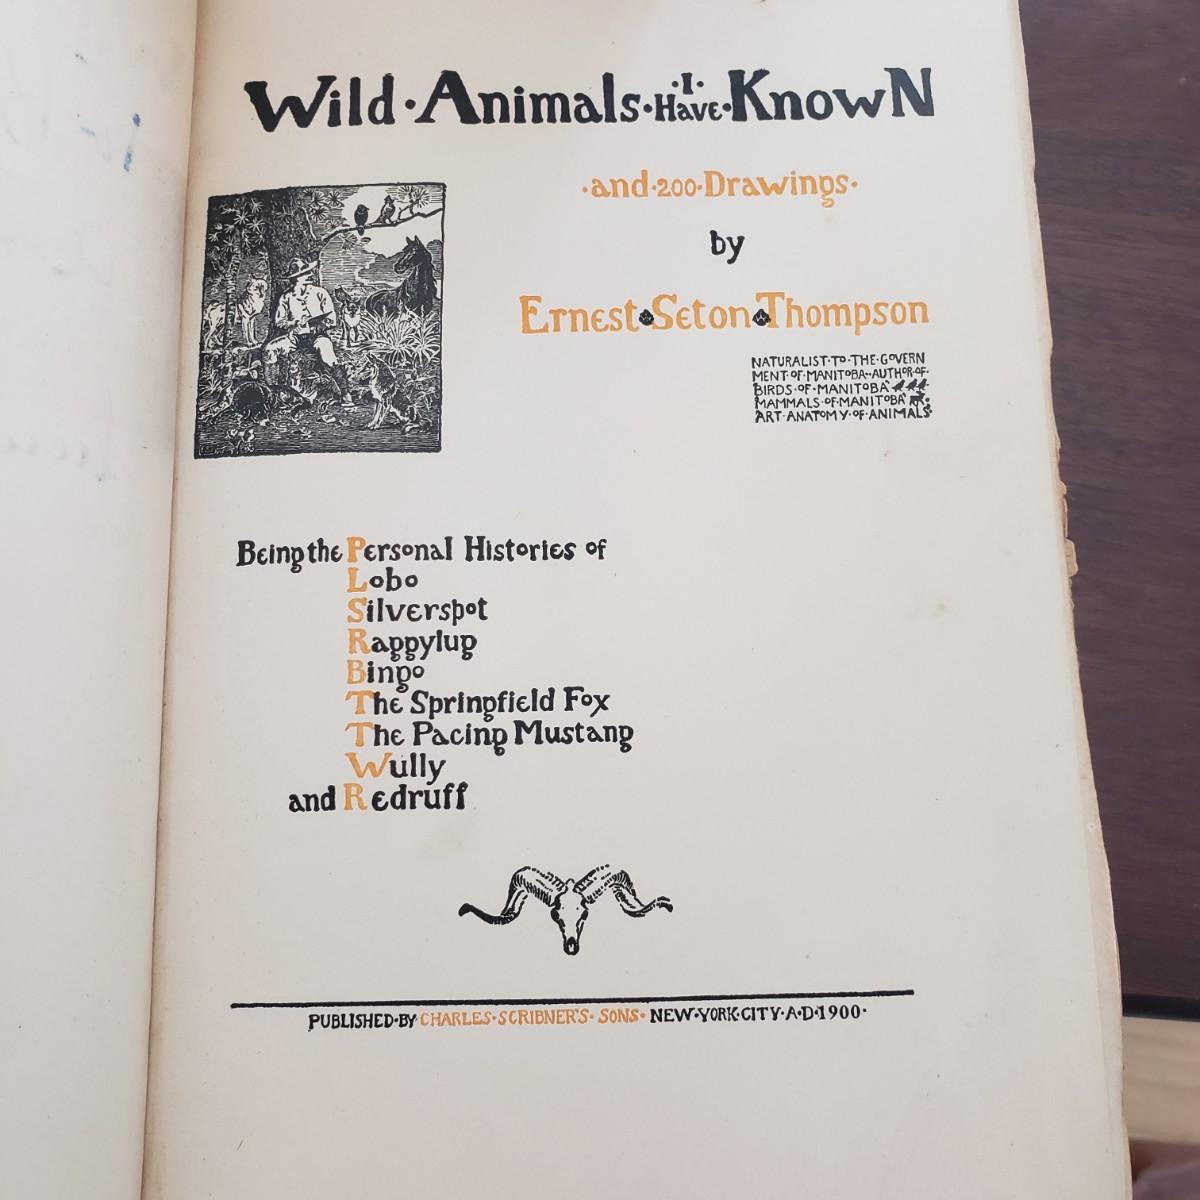 Wild · Animals · I · Have · Known
· and · 200 · Drawings ·
by
Ernest Seton Thompson
NATURALIST · TO · THE · GOVERN
MENT · OF · MANITOBA · AUTHOR · OF ·
BIRDS · OF · MANITOBA
MAMMALS · OF · MANITOBA
ART · ANATOMY · OF · ANIMALS
Being the Personal Histories of
Lobo
Silverspot
Raggylug
Bingo
The Springfield Fox
The Pacing Mustang
Wully
and Redruff
PUBLISHED · BY CHARLES · SCRIBNER'S · SONS · NEW · YORK · CITY · A · D · 1900 ·